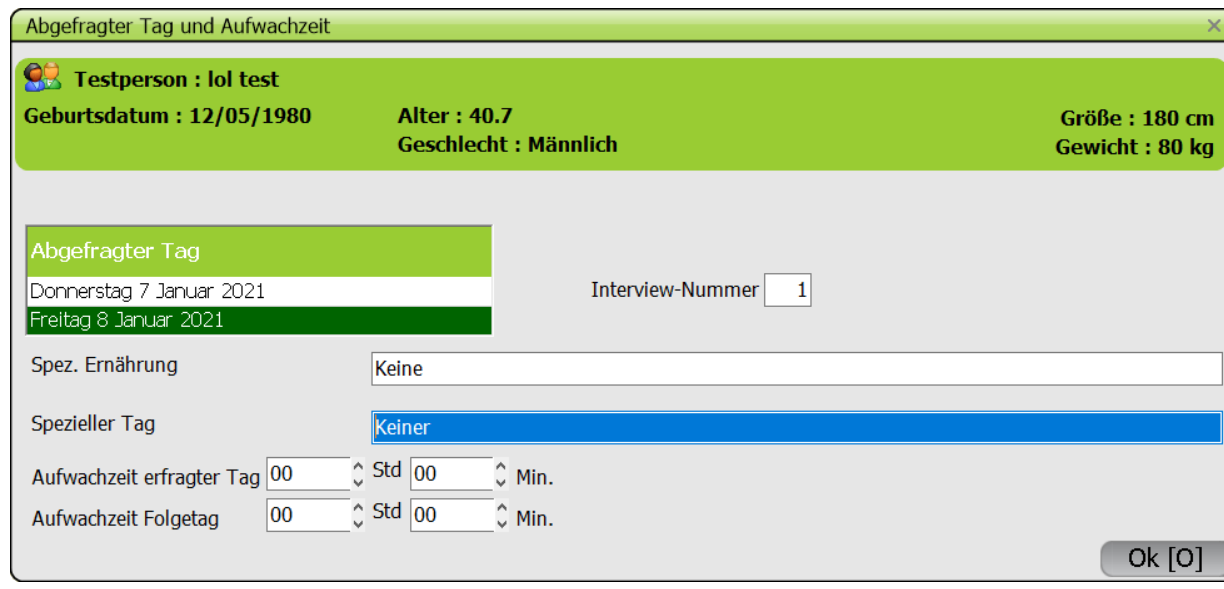 Abgefragter Tag und Aufwachzeit
Testperson : lol test
Geburtsdatum : 12/05/1980 Alter : 40.7 Größe : 180 cm
Geschlecht : Männlich Gewicht : 80 kg
Abgefragter Tag
Donnerstag 7 Januar 2021 Interview-Nummer 1
Freitag 8 Januar 2021
Spez. Ernährung Keine
Spezieller Tag Keiner
Aufwachzeit erfragter Tag 00 Std 00 Min.
Aufwachzeit Folgetag 00 Std 00 Min.
Ok [O]